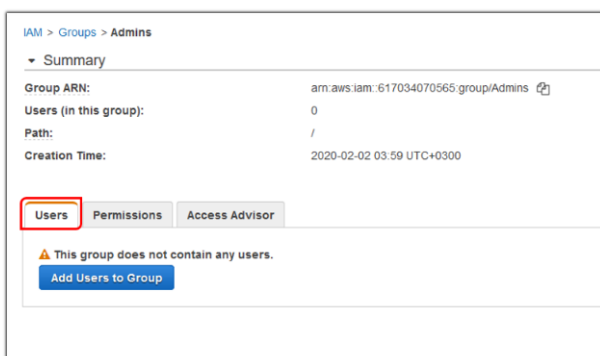 IAM > Groups > Admins
Summary
Group ARN: arn:aws:iam::617034070565:group/Admins
Users (in this group): 0
Path: /
Creation Time: 2020-02-02 03:59 UTC+0300
Users Permissions Access Advisor
This group does not contain any users.
Add Users to Group